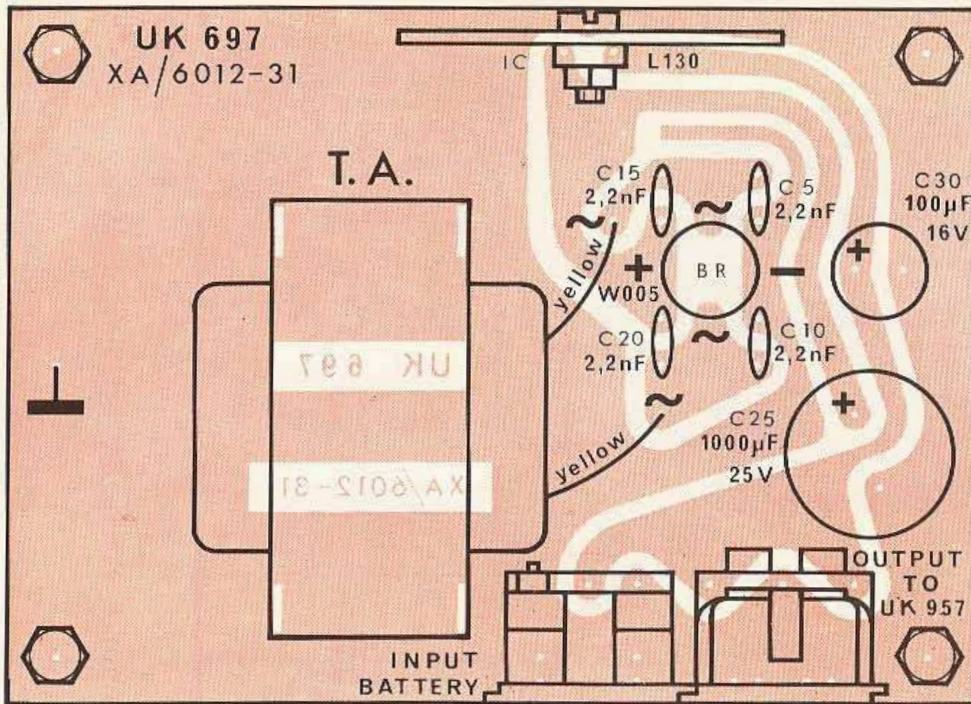 UK 697
XA/6012-31
IC
L130
T.A.
C15
2,2nF
C5
2,2nF
C30
100µF
16V
+
~
~
yellow
+
W005
BR
−
C20
2,2nF
~
C10
2,2nF
~
yellow
UK 697
XA/6012-31
C25
1000µF
25V
+
INPUT
BATTERY
OUTPUT
TO
UK 957